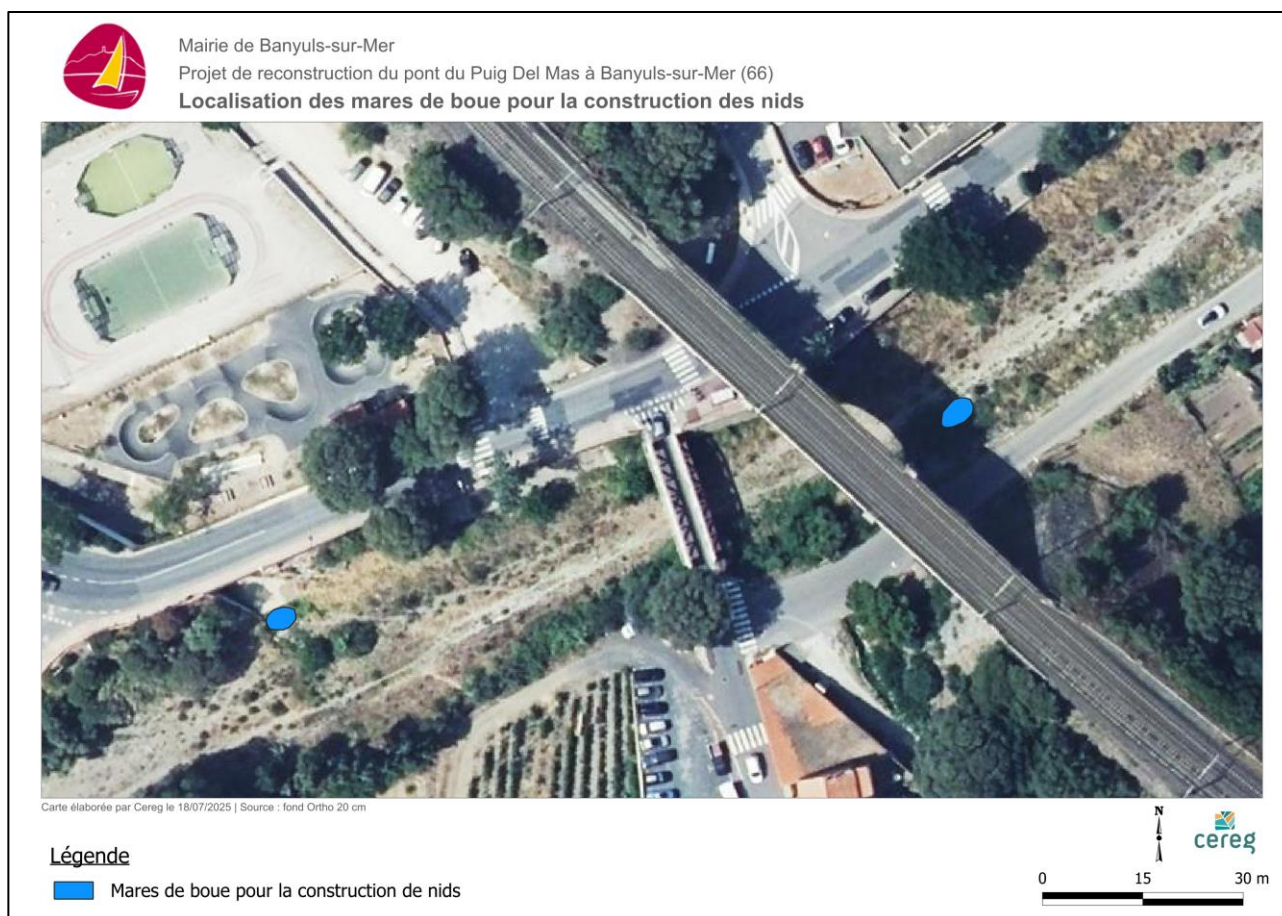 Mairie de Banyuls-sur-Mer
Projet de reconstruction du pont du Puig Del Mas à Banyuls-sur-Mer (66)
Localisation des mares de boue pour la construction des nids
Carte élaborée par Cereg le 18/07/2025 | Source : fond Ortho 20 cm
N
cereg
Légende
Mares de boue pour la construction de nids
0 15 30 m